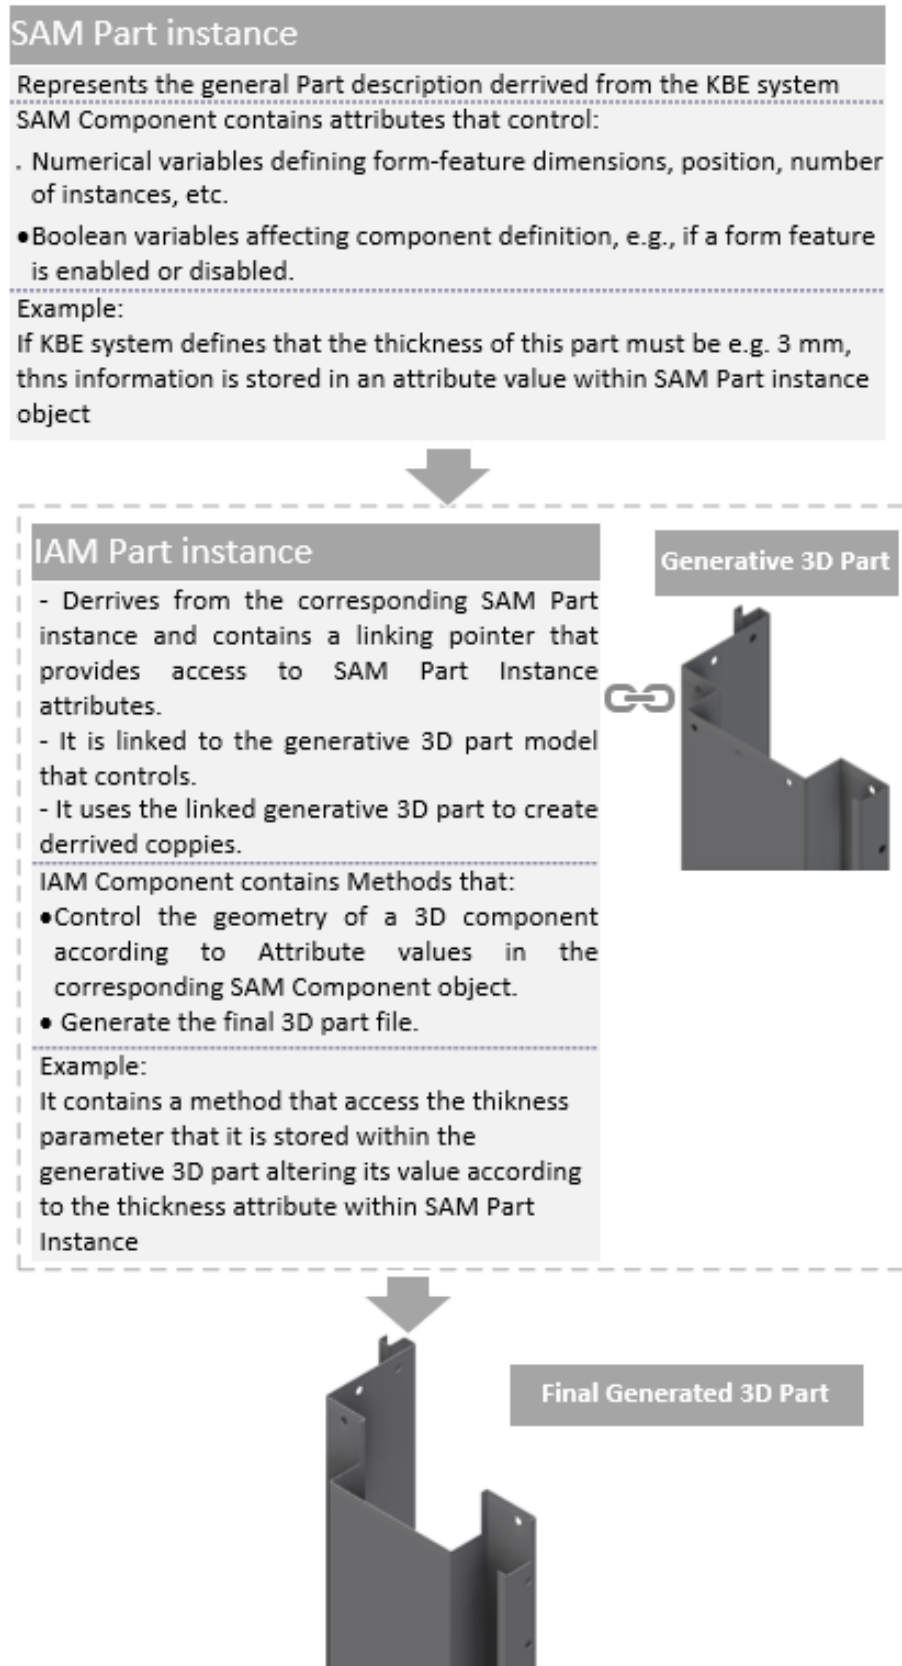 SAM Part instance
Represents the general Part description derrived from the KBE system
SAM Component contains attributes that control:
. Numerical variables defining form-feature dimensions, position, number
of instances, etc.
●Boolean variables affecting component definition, e.g., if a form feature
is enabled or disabled.
Example:
If KBE system defines that the thickness of this part must be e.g. 3 mm,
thns information is stored in an attribute value within SAM Part instance
object
IAM Part instance
- Derrives from the corresponding SAM Part
instance and contains a linking pointer that
provides access to SAM Part Instance
attributes.
- It is linked to the generative 3D part model
that controls.
- It uses the linked generative 3D part to create
derrived coppies.
IAM Component contains Methods that:
●Control the geometry of a 3D component
according to Attribute values in the
corresponding SAM Component object.
● Generate the final 3D part file.
Example:
It contains a method that access the thikness
parameter that it is stored within the
generative 3D part altering its value according
to the thickness attribute within SAM Part
Instance
Generative 3D Part
Final Generated 3D Part